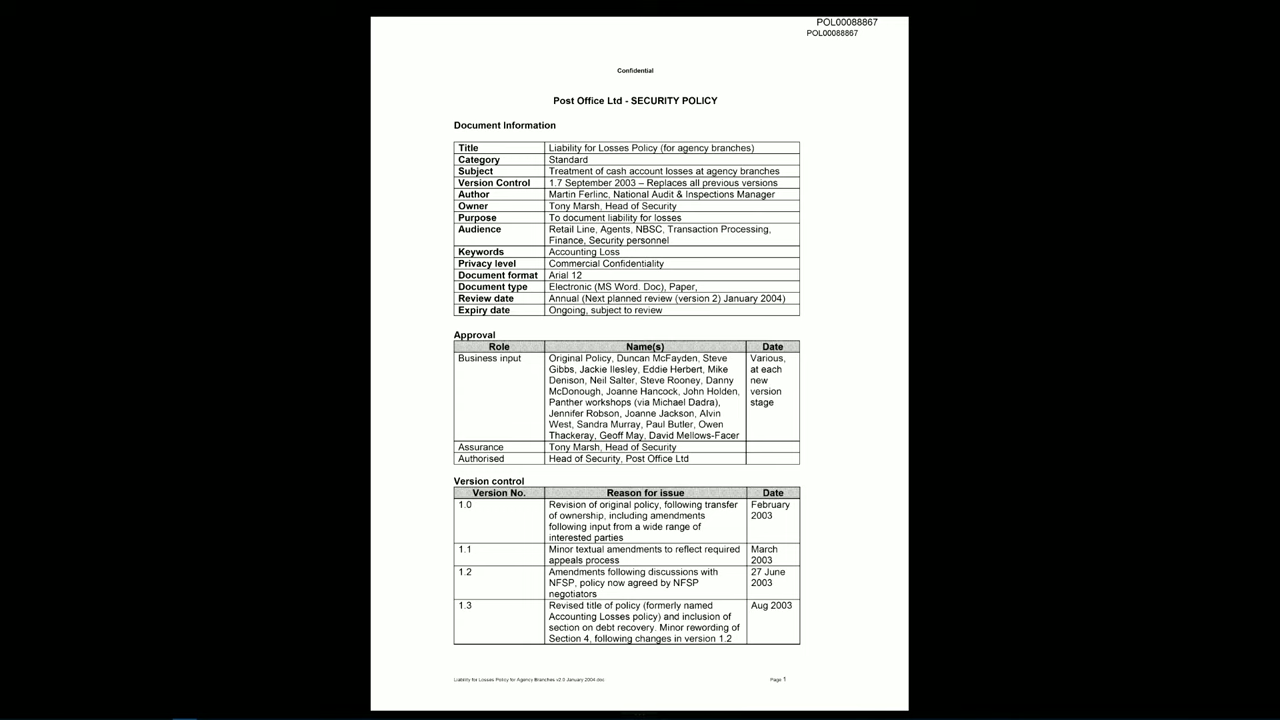 POL00088867
POL00088867
Confidential
Post Office Ltd - SECURITY POLICY
Document Information
Title Liability for Losses Policy (for agency branches)
Category Standard
Subject Treatment of cash account losses at agency branches
Version Control 1.7 September 2003 – Replaces all previous versions
Author Martin Ferlinc, National Audit & Inspections Manager
Owner Tony Marsh, Head of Security
Purpose To document liability for losses
Audience Retail Line, Agents, NBSC, Transaction Processing,
Finance, Security personnel
Keywords Accounting Loss
Privacy level Commercial Confidentiality
Document format Arial 12
Document type Electronic (MS Word. Doc), Paper,
Review date Annual (Next planned review (version 2) January 2004)
Expiry date Ongoing, subject to review
Approval
Role Name(s) Date
Business input Original Policy, Duncan McFayden, Steve Various,
Gibbs, Jackie Ilesley, Eddie Herbert, Mike at each
Denison, Neil Salter, Steve Rooney, Danny new
McDonough, Joanne Hancock, John Holden, version
Panther workshops (via Michael Dadra), stage
Jennifer Robson, Joanne Jackson, Alvin
West, Sandra Murray, Paul Butler, Owen
Thackeray, Geoff May, David Mellows-Facer
Assurance Tony Marsh, Head of Security
Authorised Head of Security, Post Office Ltd
Version control
Version No. Reason for issue Date
1.0 Revision of original policy, following transfer February
of ownership, including amendments 2003
following input from a wide range of
interested parties
1.1 Minor textual amendments to reflect required March
appeals process 2003
1.2 Amendments following discussions with 27 June
NFSP, policy now agreed by NFSP 2003
negotiators
1.3 Revised title of policy (formerly named Aug 2003
Accounting Losses policy) and inclusion of
section on debt recovery. Minor rewording of
Section 4, following changes in version 1.2
Liability for Losses Policy for Agency Branches v2.0 January 2004.doc Page 1